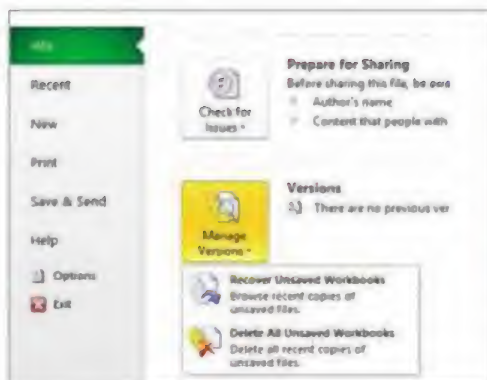 Info
Recent
New
Print
Save & Send
Help
Options
Exit
Prepare for Sharing
Before sharing this file, be awa
Author's name
Content that people with
Check for
Issues
Versions
There are no previous ver
Manage
Versions
Recover Unsaved Workbooks
Browse recent copies of
unsaved files.
Delete All Unsaved Workbooks
Delete all recent copies of
unsaved files.